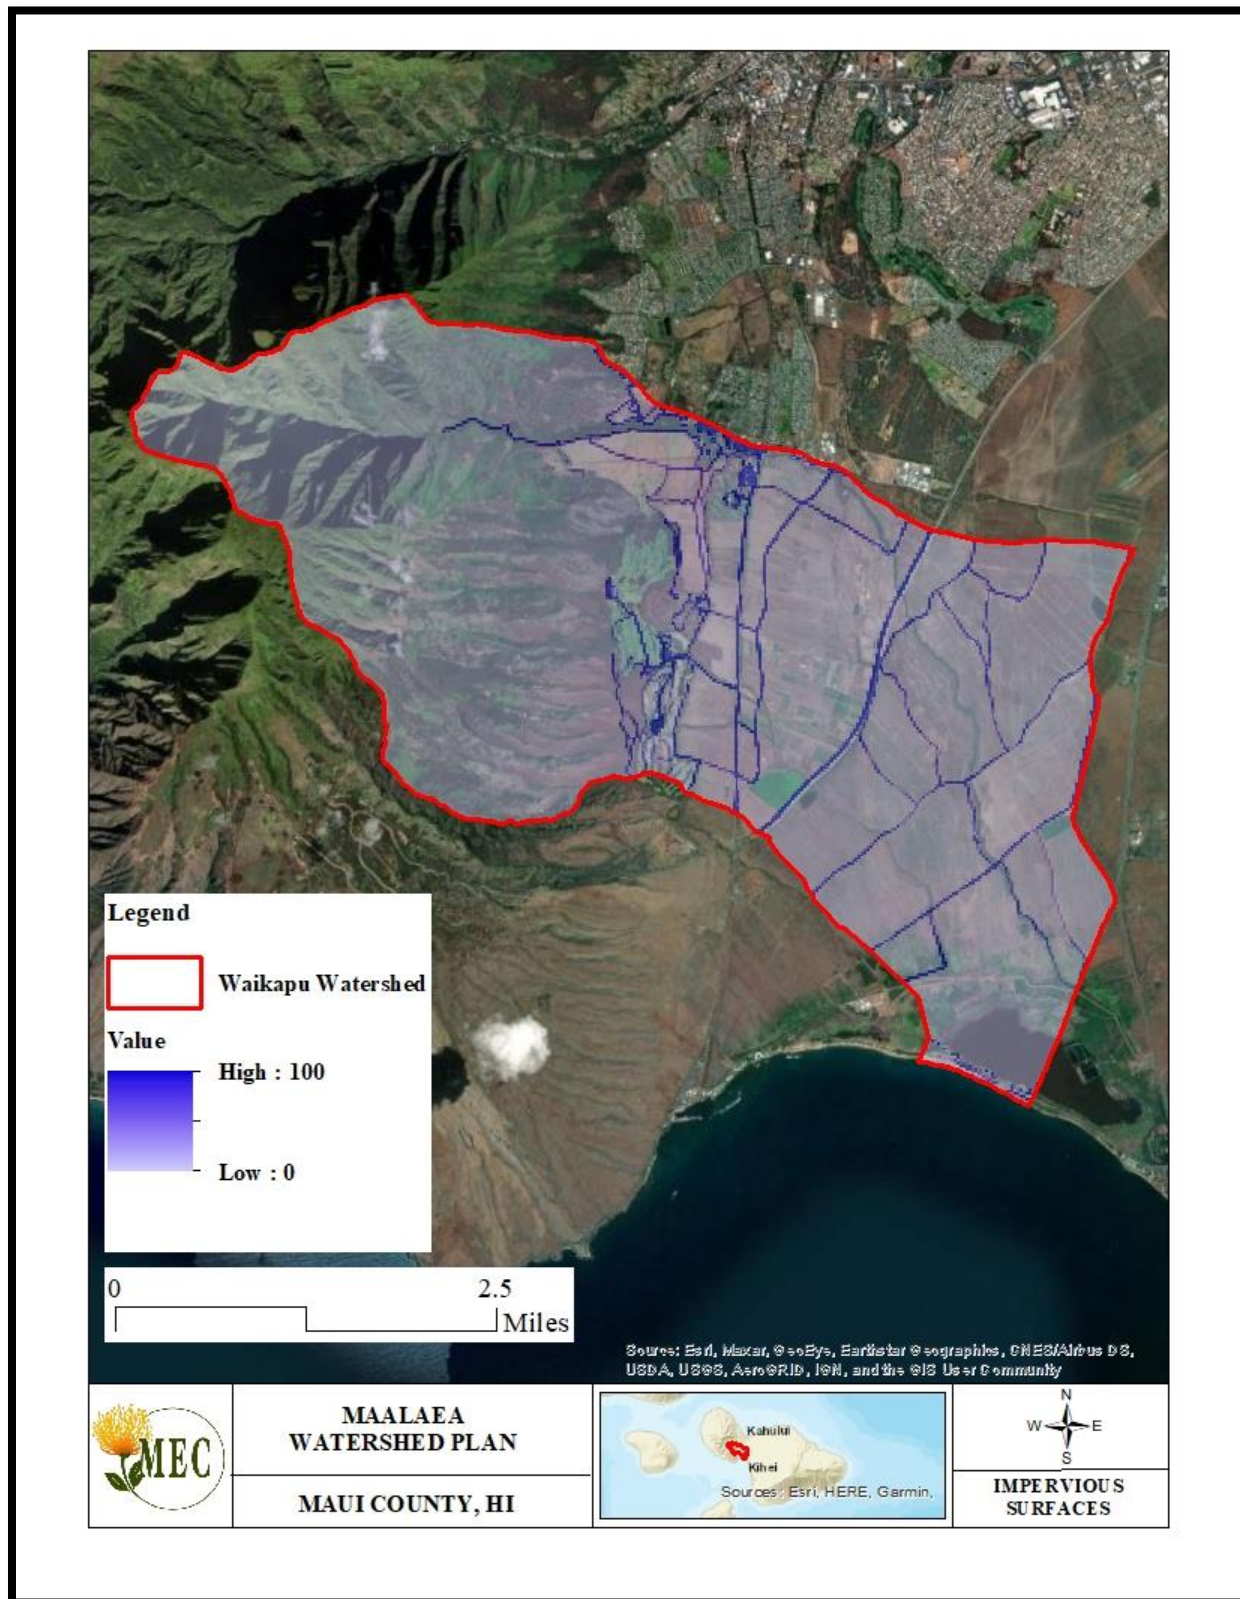 Legend
Waikapu Watershed
Value
High : 100
Low : 0
0 2.5
Miles
Source: Esri, Maxar, GeoEye, Earthstar Geographics, CNES/Airbus DS,
USDA, USGS, AeroGRID, IGN, and the GIS User Community
MEC
MAALAEA
WATERSHED PLAN
MAUI COUNTY, HI
Kahului
Kihei
Sources: Esri, HERE, Garmin,
N
W E
S
IMPERVIOUS
SURFACES